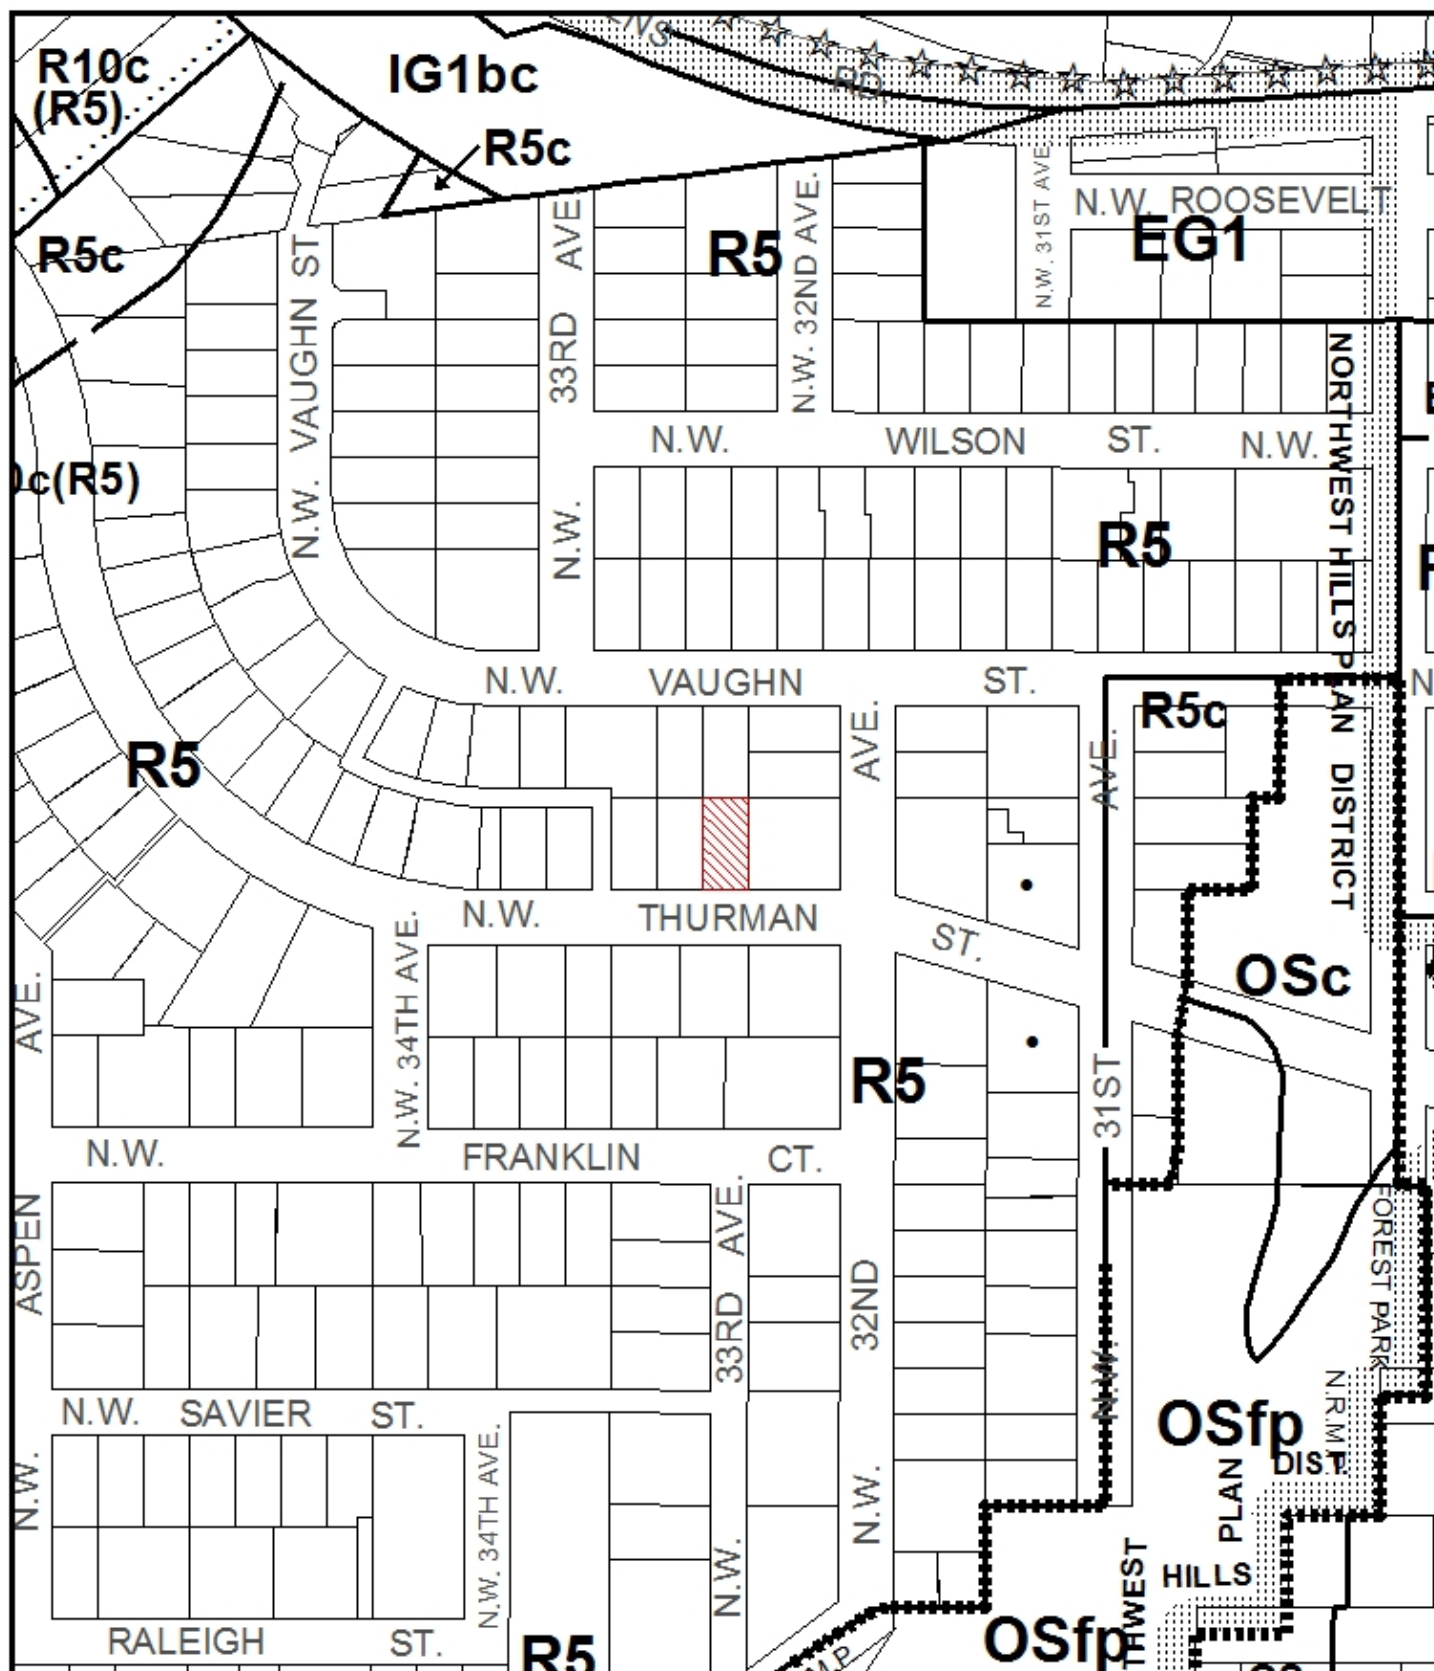 R10c
(R5)
IG1bc
RD.
R5c
R5c
N.W. VAUGHN ST
N.W. 33RD AVE.
R5
N.W. 32ND AVE.
N.W. 31ST AVE.
N.W. ROOSEVELT
EG1
N.W. WILSON ST. N.W.
c(R5)
R5
NORTHWEST HILLS PLAN DISTRICT
N.W. VAUGHN ST.
R5c
R5
AVE.
AVE.
N.W. THURMAN
ST.
OSc
AVE.
N.W. 34TH AVE.
R5
31ST
N.W. FRANKLIN CT.
ASPEN
33RD AVE.
32ND
FOREST PARK
N.W.
N.W. SAVIER ST.
OSfp
N.R.M.P.
DIST.
N.W.
N.W. 34TH AVE.
N.W.
N.W.
PLAN
HILLS
THWEST
RALEIGH ST.
R5
OSfp
M.P.